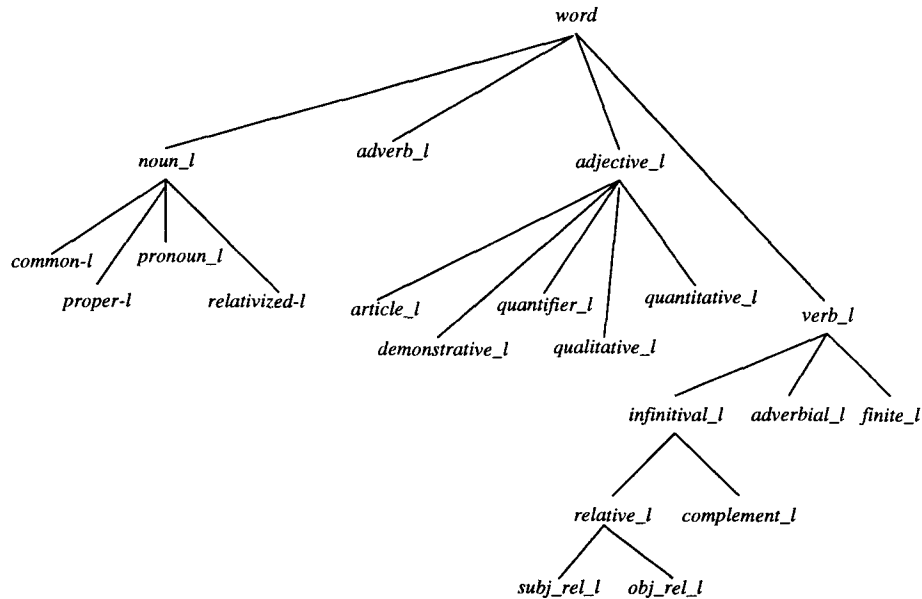 word
noun_l
adverb_l
adjective_l
common-l
pronoun_l
proper-l
relativized-l
article_l
quantifier_l
quantitative_l
demonstrative_l
qualitative_l
verb_l
infinitival_l
adverbial_l
finite_l
relative_l
complement_l
subj_rel_l
obj_rel_l